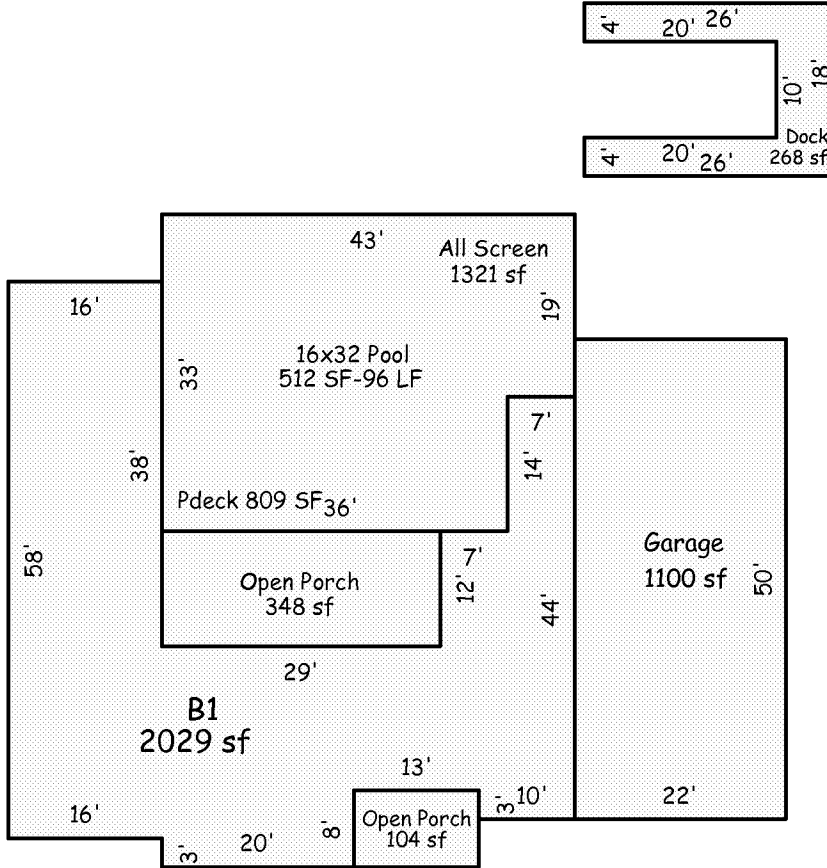 26'
4'
20'
10'
18'
Dock
268 sf
4'
20'
26'
43'
All Screen
1321 sf
16'
19'
33'
16x32 Pool
512 SF-96 LF
7'
38'
14'
Pdeck 809 SF
36'
58'
7'
Open Porch
348 sf
12'
44'
Garage
1100 sf
50'
29'
B1
2029 sf
13'
16'
3'
20'
8'
Open Porch
104 sf
3'
10'
22'